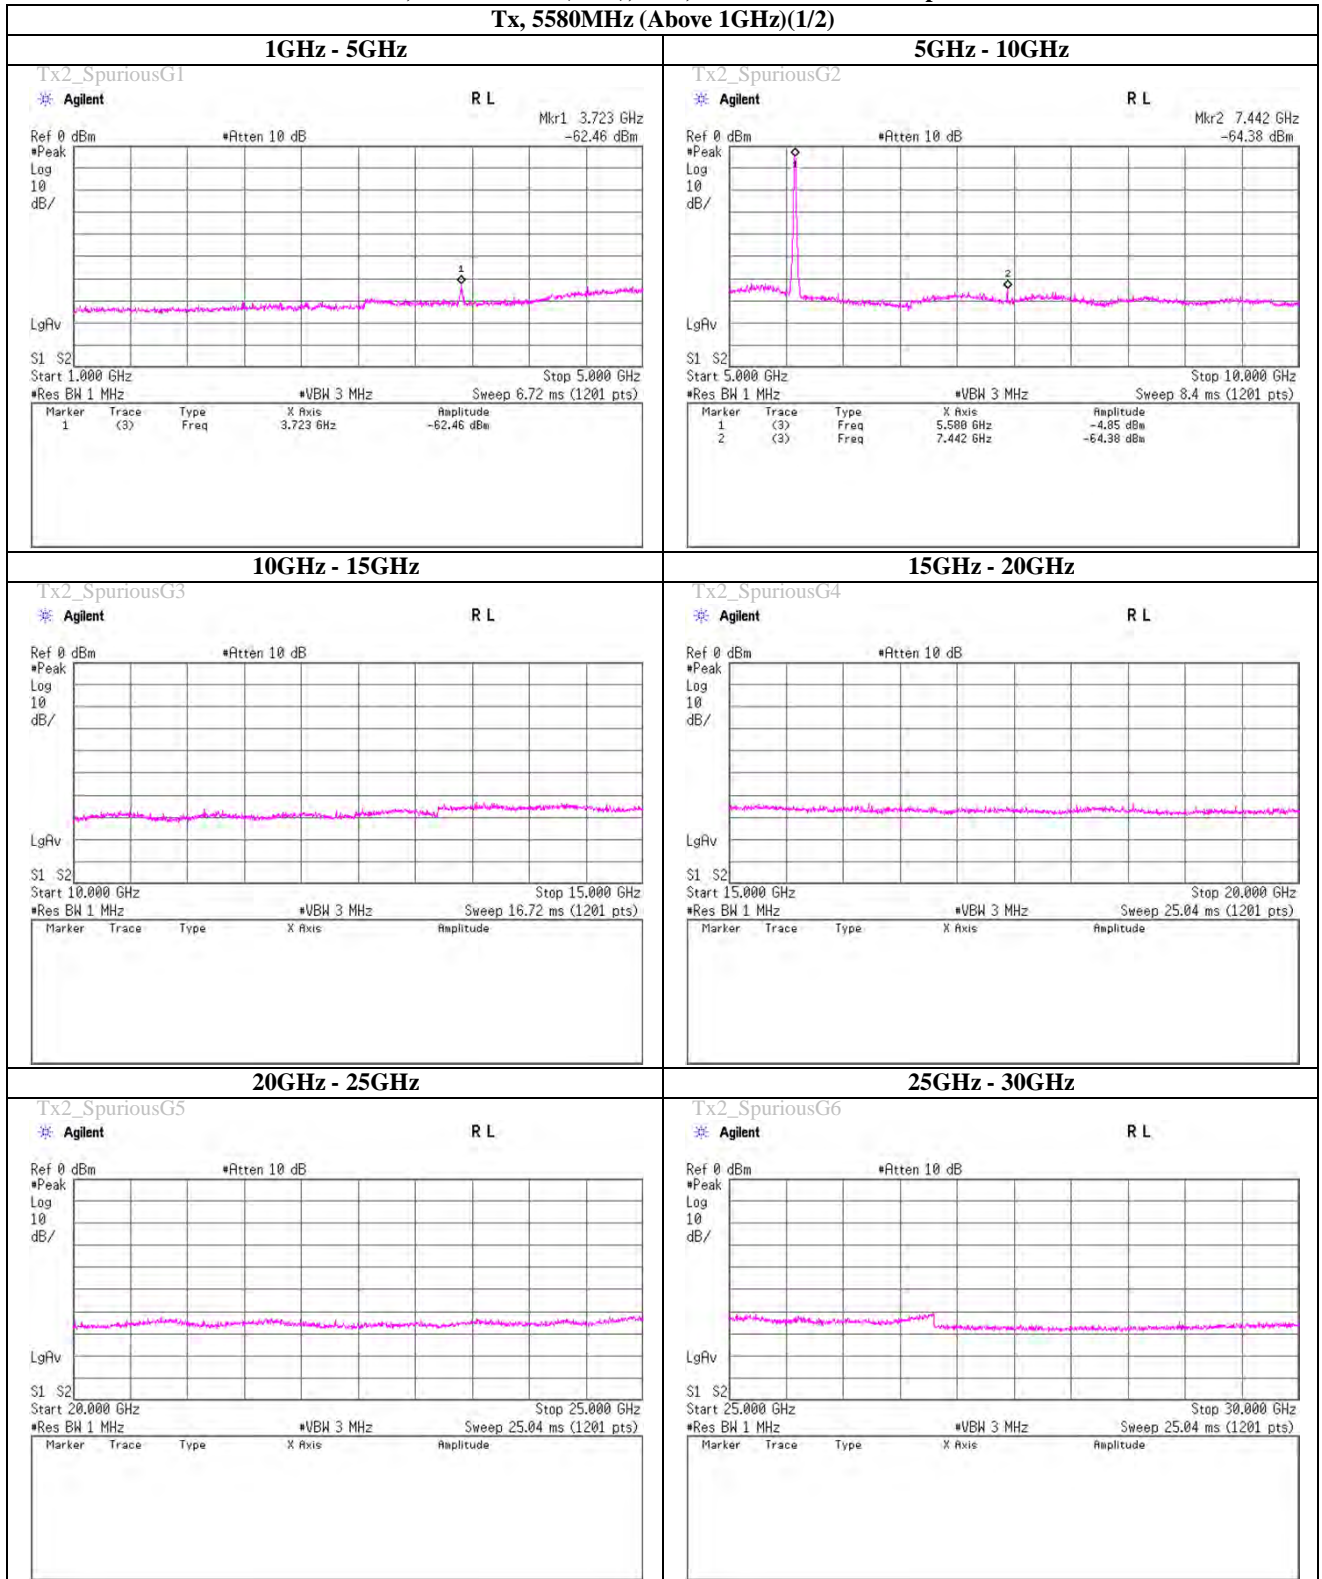 Tx, 5580MHz (Above 1GHz)(1/2)
1GHz - 5GHz
Tx2_SpuriousG1
Agilent R L
Mkr1 3.723 GHz
Ref 0 dBm #Atten 10 dB -62.46 dBm
#Peak
Log
10
dB/
1
LgAv
S1 S2
Start 1.000 GHz Stop 5.000 GHz
#Res BW 1 MHz #VBW 3 MHz Sweep 6.72 ms (1201 pts)
Marker Trace Type X Axis Amplitude
1 (3) Freq 3.723 GHz -62.46 dBm
5GHz - 10GHz
Tx2_SpuriousG2
Agilent R L
Mkr2 7.442 GHz
Ref 0 dBm #Atten 10 dB -64.38 dBm
#Peak
Log
10
dB/
2
LgAv
S1 S2
Start 5.000 GHz Stop 10.000 GHz
#Res BW 1 MHz #VBW 3 MHz Sweep 8.4 ms (1201 pts)
Marker Trace Type X Axis Amplitude
1 (3) Freq 5.580 GHz -4.85 dBm
2 (3) Freq 7.442 GHz -64.38 dBm
10GHz - 15GHz
Tx2_SpuriousG3
Agilent R L
Ref 0 dBm #Atten 10 dB
#Peak
Log
10
dB/
LgAv
S1 S2
Start 10.000 GHz Stop 15.000 GHz
#Res BW 1 MHz #VBW 3 MHz Sweep 16.72 ms (1201 pts)
Marker Trace Type X Axis Amplitude
15GHz - 20GHz
Tx2_SpuriousG4
Agilent R L
Ref 0 dBm #Atten 10 dB
#Peak
Log
10
dB/
LgAv
S1 S2
Start 15.000 GHz Stop 20.000 GHz
#Res BW 1 MHz #VBW 3 MHz Sweep 25.04 ms (1201 pts)
Marker Trace Type X Axis Amplitude
20GHz - 25GHz
Tx2_SpuriousG5
Agilent R L
Ref 0 dBm #Atten 10 dB
#Peak
Log
10
dB/
LgAv
S1 S2
Start 20.000 GHz Stop 25.000 GHz
#Res BW 1 MHz #VBW 3 MHz Sweep 25.04 ms (1201 pts)
Marker Trace Type X Axis Amplitude
25GHz - 30GHz
Tx2_SpuriousG6
Agilent R L
Ref 0 dBm #Atten 10 dB
#Peak
Log
10
dB/
LgAv
S1 S2
Start 25.000 GHz Stop 30.000 GHz
#Res BW 1 MHz #VBW 3 MHz Sweep 25.04 ms (1201 pts)
Marker Trace Type X Axis Amplitude